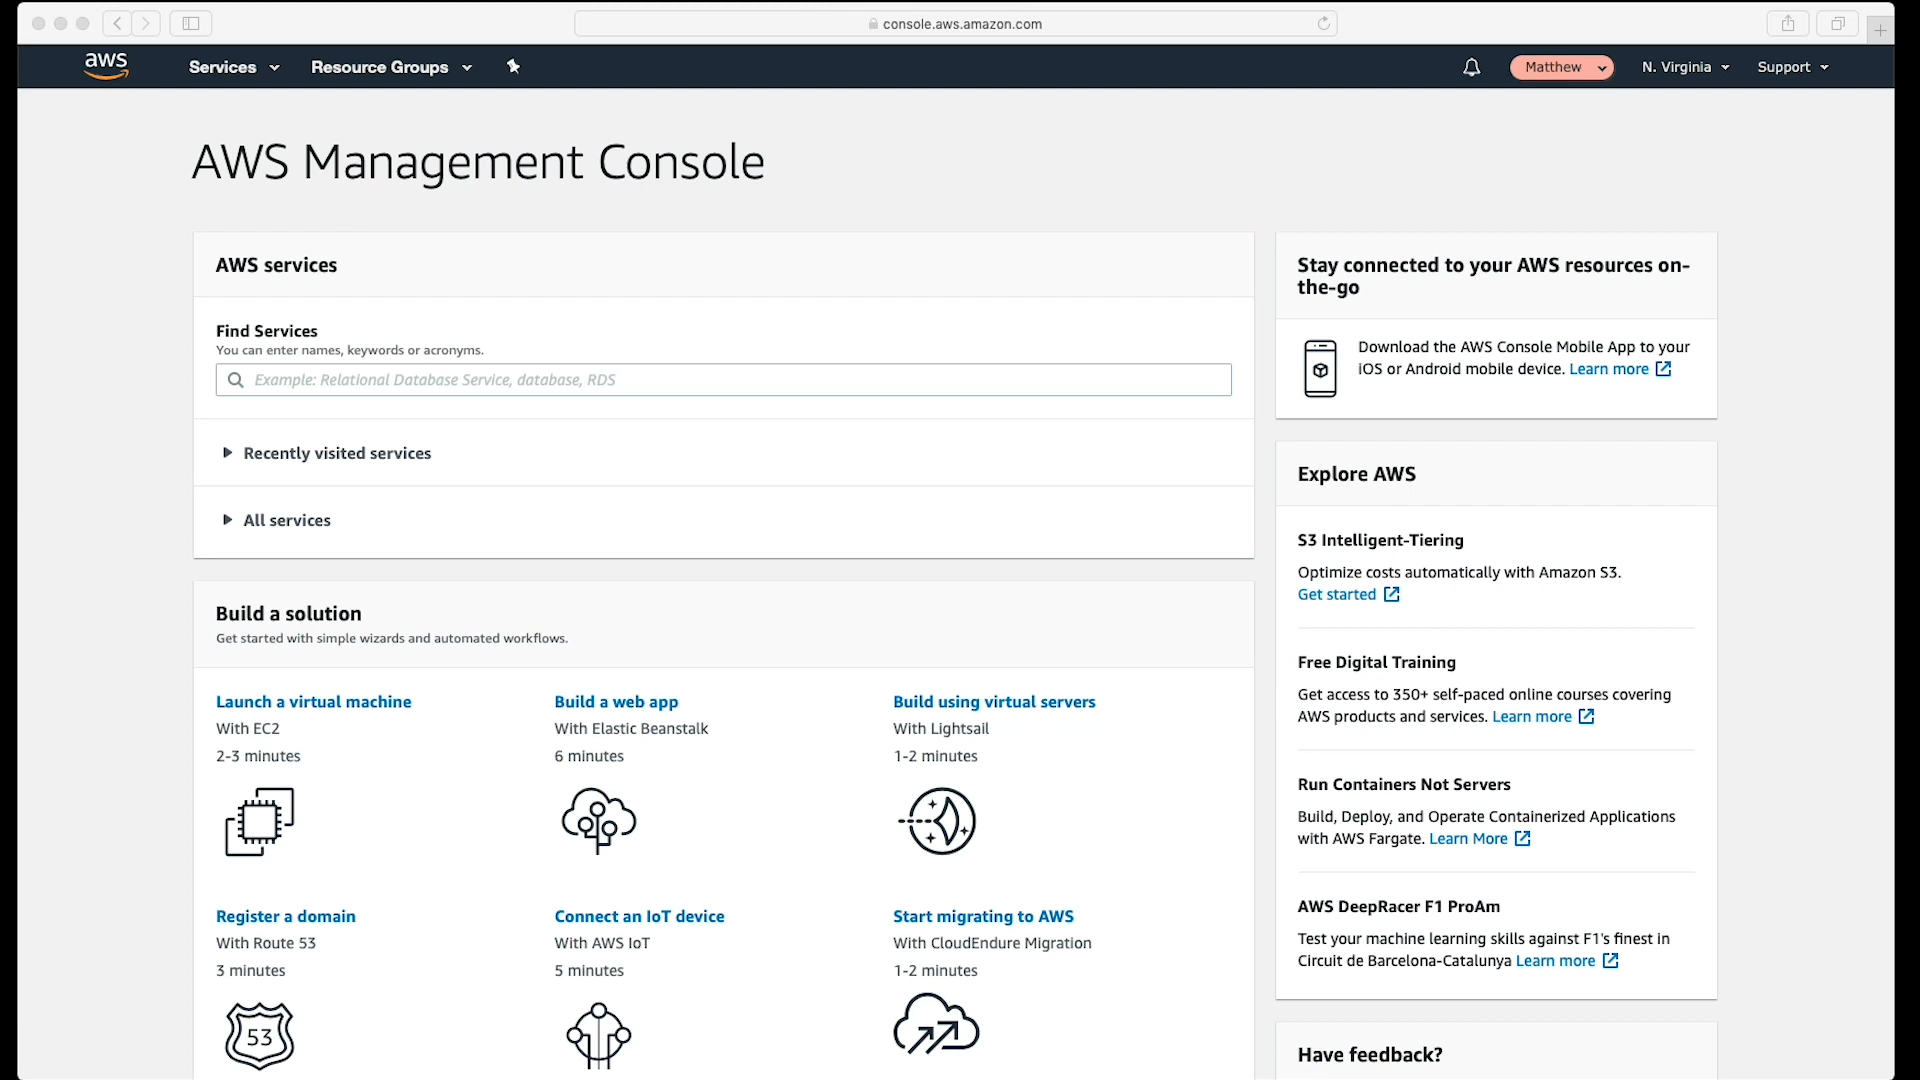 console.aws.amazon.com
aws
Services
Resource Groups
Matthew
N. Virginia
Support
AWS Management Console
AWS services
Find Services
You can enter names, keywords or acronyms.
Example: Relational Database Service, database, RDS
Recently visited services
All services
Build a solution
Get started with simple wizards and automated workflows.
Launch a virtual machine
With EC2
2-3 minutes
Build a web app
With Elastic Beanstalk
6 minutes
Build using virtual servers
With Lightsail
1-2 minutes
Register a domain
With Route 53
3 minutes
53
Connect an IoT device
With AWS IoT
5 minutes
Start migrating to AWS
With CloudEndure Migration
1-2 minutes
Stay connected to your AWS resources on-
the-go
Download the AWS Console Mobile App to your
iOS or Android mobile device. Learn more
Explore AWS
S3 Intelligent-Tiering
Optimize costs automatically with Amazon S3.
Get started
Free Digital Training
Get access to 350+ self-paced online courses covering
AWS products and services. Learn more
Run Containers Not Servers
Build, Deploy, and Operate Containerized Applications
with AWS Fargate. Learn More
AWS DeepRacer F1 ProAm
Test your machine learning skills against F1's finest in
Circuit de Barcelona-Catalunya Learn more
Have feedback?